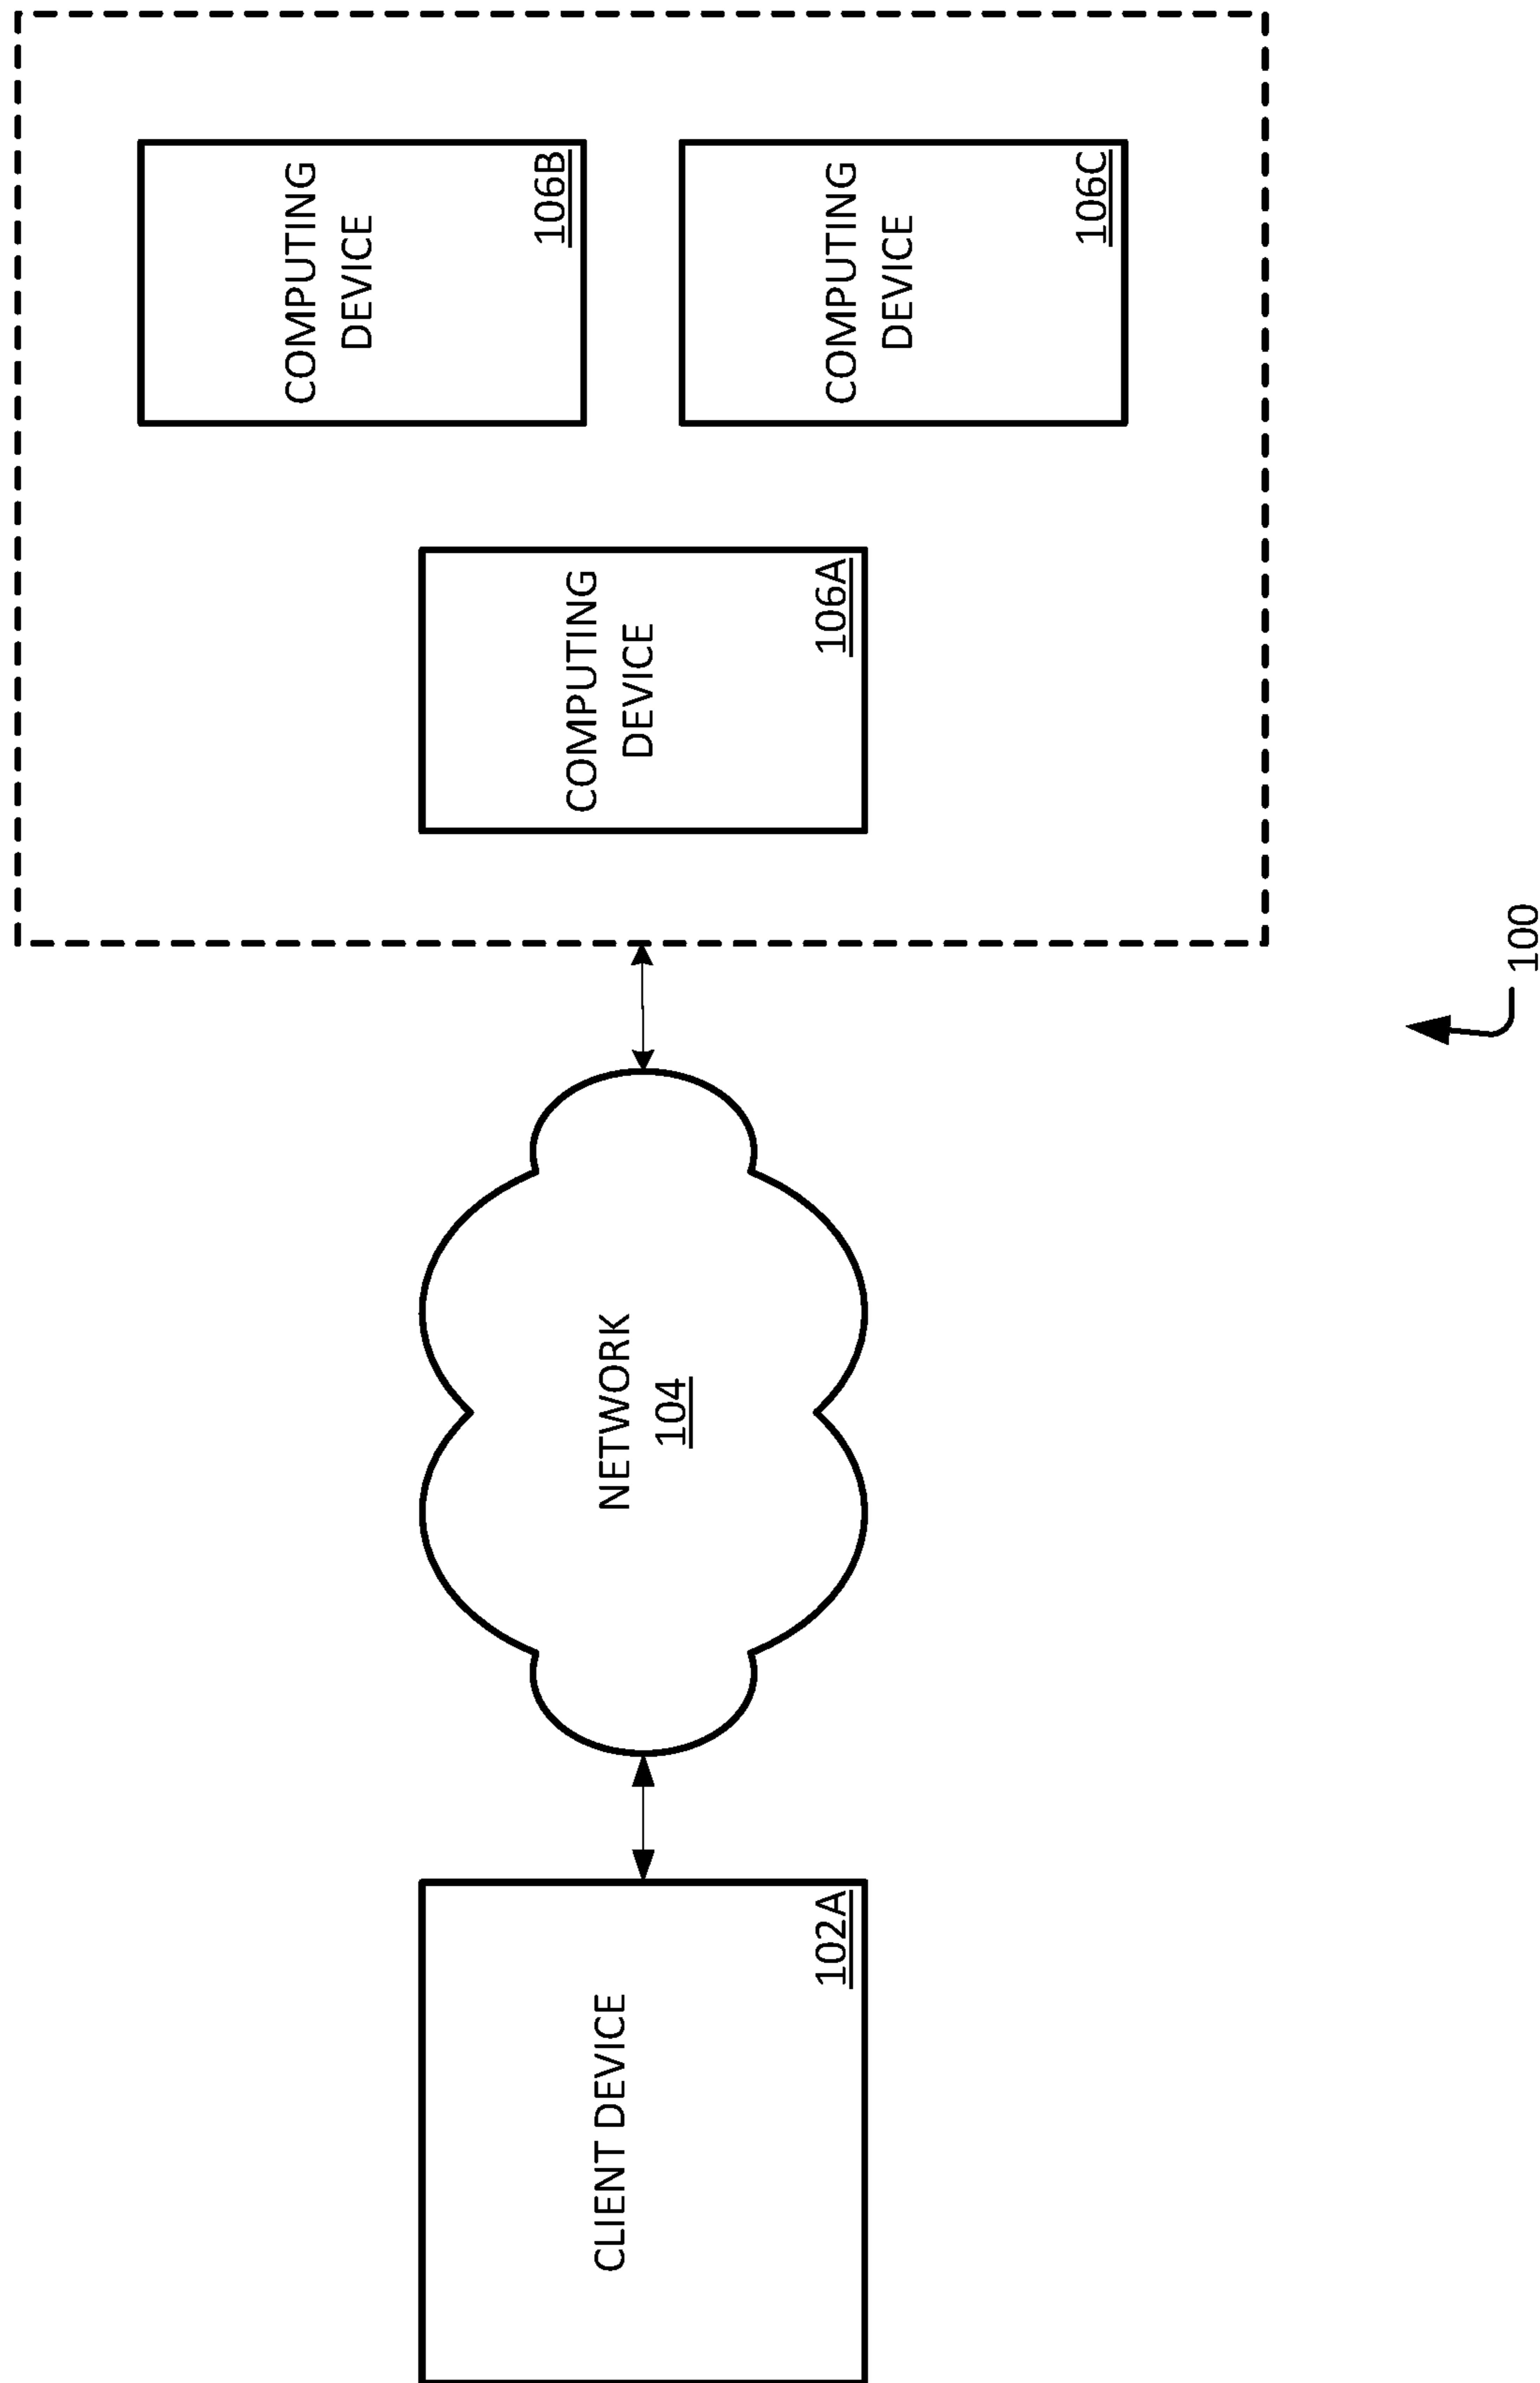 CLIENT DEVICE
102A
NETWORK
104
COMPUTING
DEVICE
106A
COMPUTING
DEVICE
106B
COMPUTING
DEVICE
106C
100